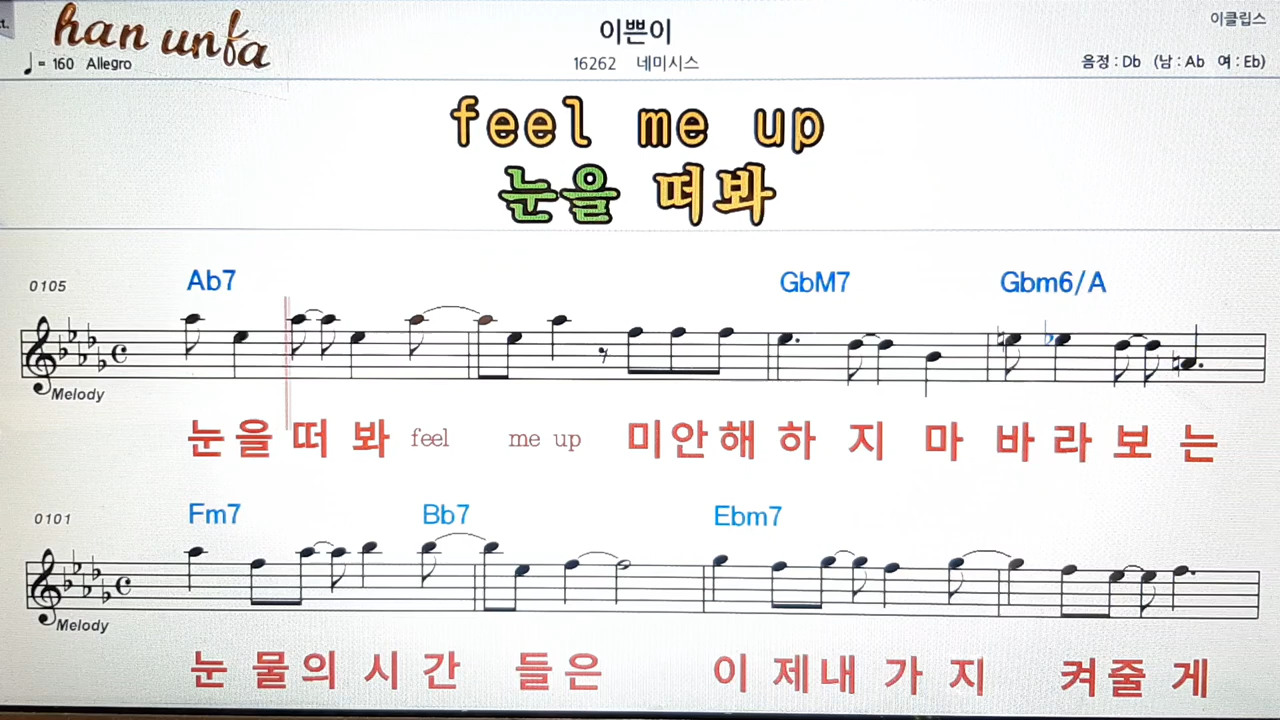 t.
han unfa
이쁜이
이클립스
♩= 160 Allegro
16262 네미시스
음정 : Db (남 : Ab 여 : Eb)
feel me up
눈을 떠봐
0105
Ab7 GbM7 Gbm6/A
Melody
눈을 떠 봐 feel me up 미안해 하 지 마 바 라 보 는
0101
Fm7 Bb7 Ebm7
Melody
눈 물의 시 간 들은 이 제내 가 지 켜줄 게